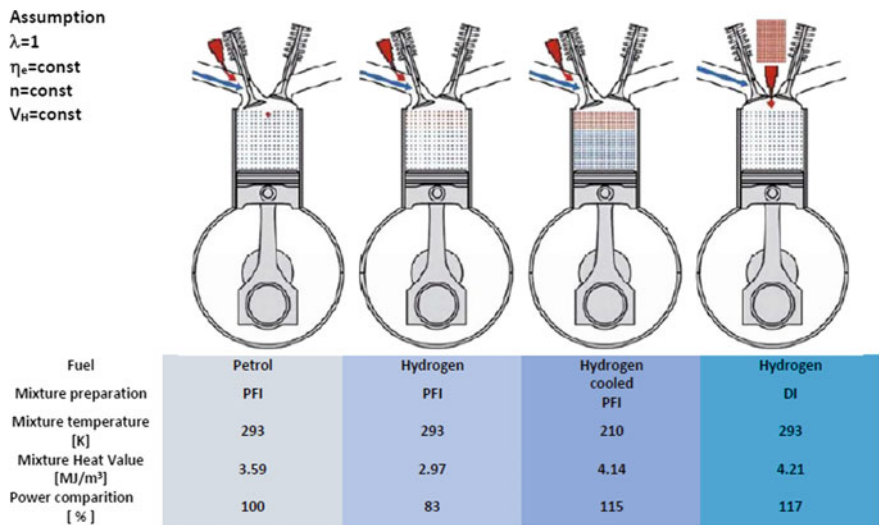 Assumption
λ=1
ηe=const
n=const
VH=const
Fuel Petrol Hydrogen Hydrogen cooled Hydrogen
Mixture preparation PFI PFI PFI DI
Mixture temperature [K] 293 293 210 293
Mixture Heat Value [MJ/m³] 3.59 2.97 4.14 4.21
Power comparition [ % ] 100 83 115 117